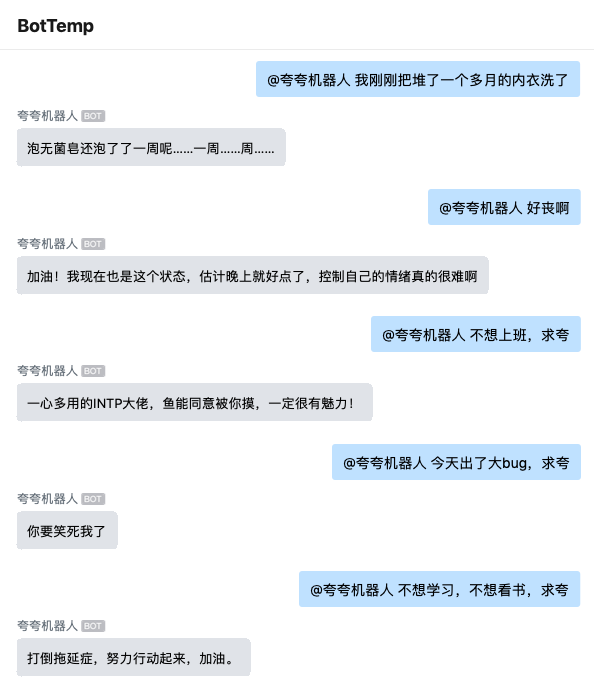 BotTemp
@夸夸机器人 我刚刚把堆了一个多月的内衣洗了
夸夸机器人 BOT
泡无菌皂还泡了了一周呢……一周……周……
@夸夸机器人 好丧啊
夸夸机器人 BOT
加油！我现在也是这个状态，估计晚上就好点了，控制自己的情绪真的很难啊
@夸夸机器人 不想上班，求夸
夸夸机器人 BOT
一心多用的INTP大佬，鱼能同意被你摸，一定很有魅力！
@夸夸机器人 今天出了大bug，求夸
夸夸机器人 BOT
你要笑死我了
@夸夸机器人 不想学习，不想看书，求夸
夸夸机器人 BOT
打倒拖延症，努力行动起来，加油。